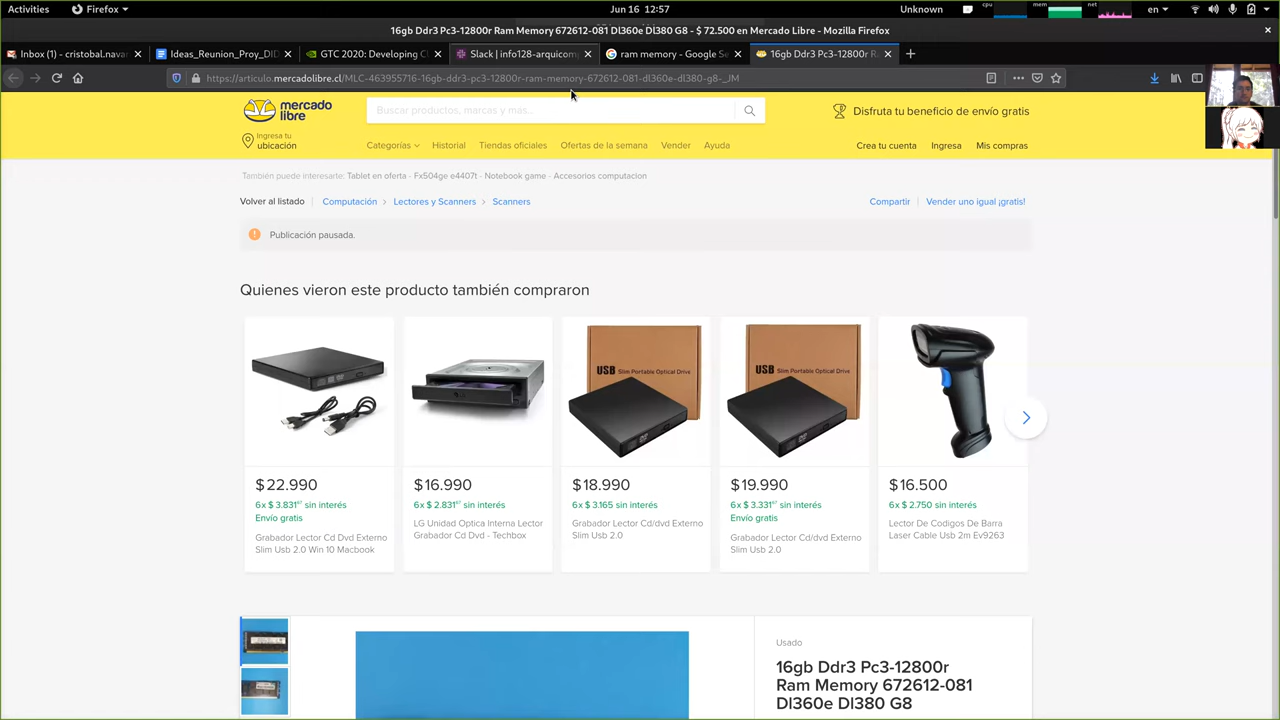 Activities
Firefox
Jun 16 12:57
Unknown
cpu
mem
net
en
16gb Ddr3 Pc3-12800r Ram Memory 672612-081 Dl360e Dl380 G8 - $ 72.500 en Mercado Libre - Mozilla Firefox
Inbox (1) - cristobal.nava
Ideas_Reunion_Proy_DID
GTC 2020: Developing C
Slack | info128-arquicom
ram memory - Google Se
16gb Ddr3 Pc3-12800r R
https://articulo.mercadolibre.cl/MLC-463955716-16gb-ddr3-pc3-12800r-ram-memory-672612-081-dl360e-dl380-g8-_JM
mercado
libre
Buscar productos, marcas y más...
Disfruta tu beneficio de envío gratis
Ingresa tu
ubicación
Categorías
Historial
Tiendas oficiales
Ofertas de la semana
Vender
Ayuda
Crea tu cuenta
Ingresa
Mis compras
También puede interesarte: Tablet en oferta - Fx504ge e4407t - Notebook game - Accesorios computacion
Volver al listado
Computación > Lectores y Scanners > Scanners
Compartir
Vender uno igual ¡gratis!
Publicación pausada.
Quienes vieron este producto también compraron
USB Slim Portable Optical Drive
USB Slim Portable Optical Drive
$ 22.990
6x $ 3.831⁶⁷ sin interés
Envío gratis
Grabador Lector Cd Dvd Externo
Slim Usb 2.0 Win 10 Macbook
$ 16.990
6x $ 2.831⁶⁷ sin interés
LG Unidad Optica Interna Lector
Grabador Cd Dvd - Techbox
$ 18.990
6x $ 3.165 sin interés
Grabador Lector Cd/dvd Externo
Slim Usb 2.0
$ 19.990
6x $ 3.331⁶⁷ sin interés
Envío gratis
Grabador Lector Cd/dvd Externo
Slim Usb 2.0
$ 16.500
6x $ 2.750 sin interés
Lector De Codigos De Barra
Laser Cable Usb 2m Ev9263
Usado
16gb Ddr3 Pc3-12800r
Ram Memory 672612-081
Dl360e Dl380 G8